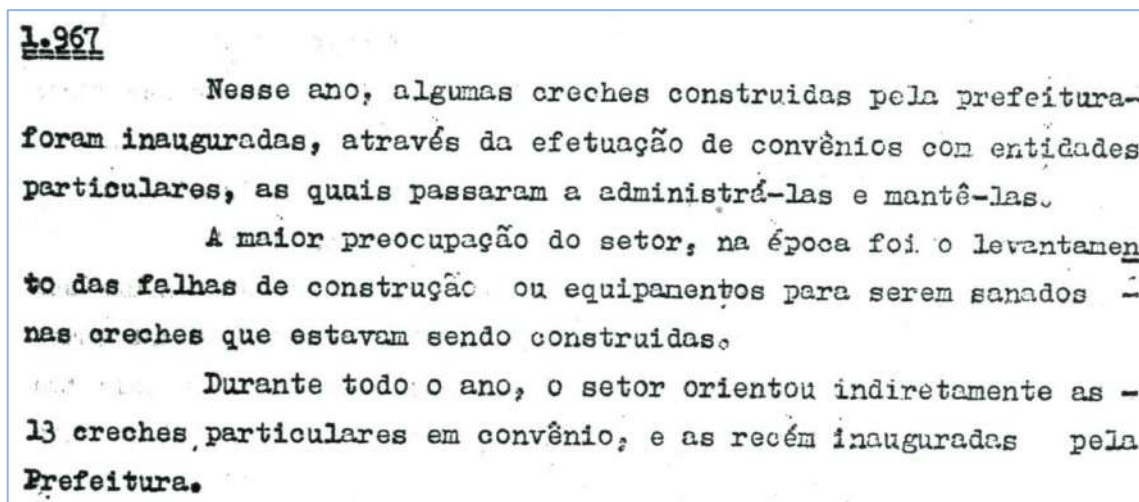 1.967
Nesse ano, algumas creches construidas pela prefeitura-
foram inauguradas, através da efetuação de convênios com entidades
particulares, as quais passaram a administrá-las e mantê-las.
A maior preocupação do setor, na época foi o levantamen
to das falhas de construção ou equipamentos para serem sanados -
nas creches que estavam sendo construidas.
Durante todo o ano, o setor orientou indiretamente as -
13 creches particulares em convênio, e as recém inauguradas pela
Prefeitura.